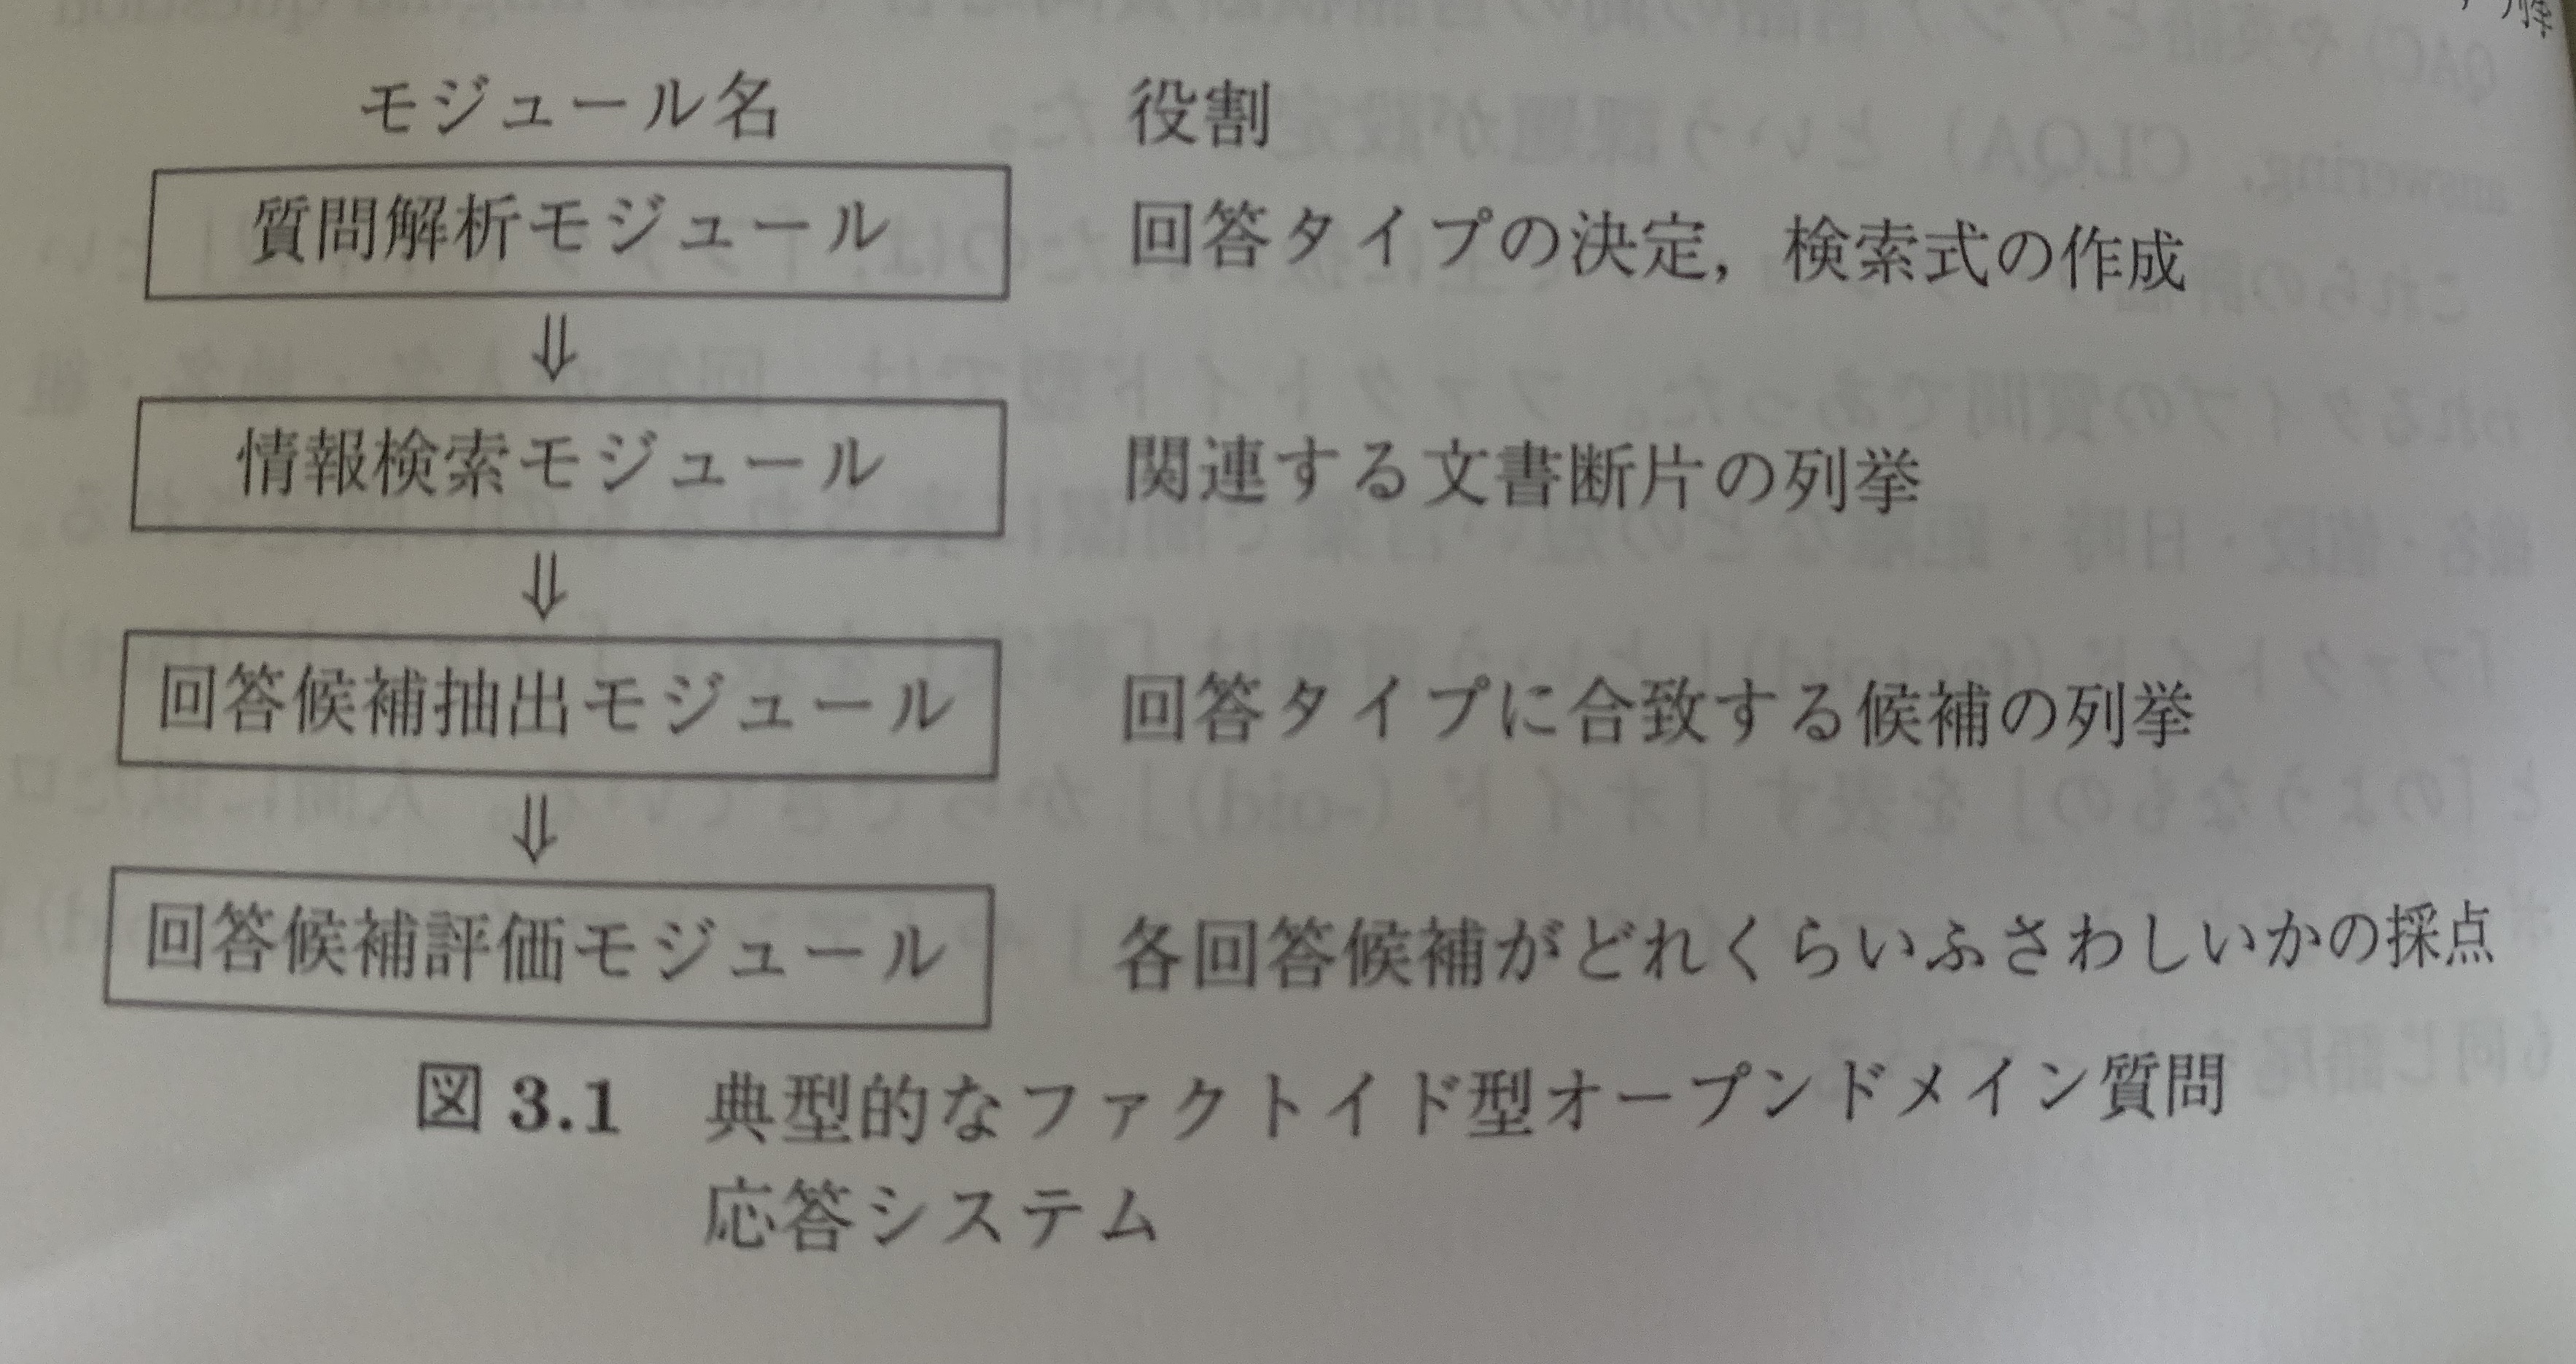 モジュール名 役割
質問解析モジュール 回答タイプの決定，検索式の作成
⇓
情報検索モジュール 関連する文書断片の列挙
⇓
回答候補抽出モジュール 回答タイプに合致する候補の列挙
⇓
回答候補評価モジュール 各回答候補がどれくらいふさわしいかの採点
図 3.1 典型的なファクトイド型オープンドメイン質問
応答システム